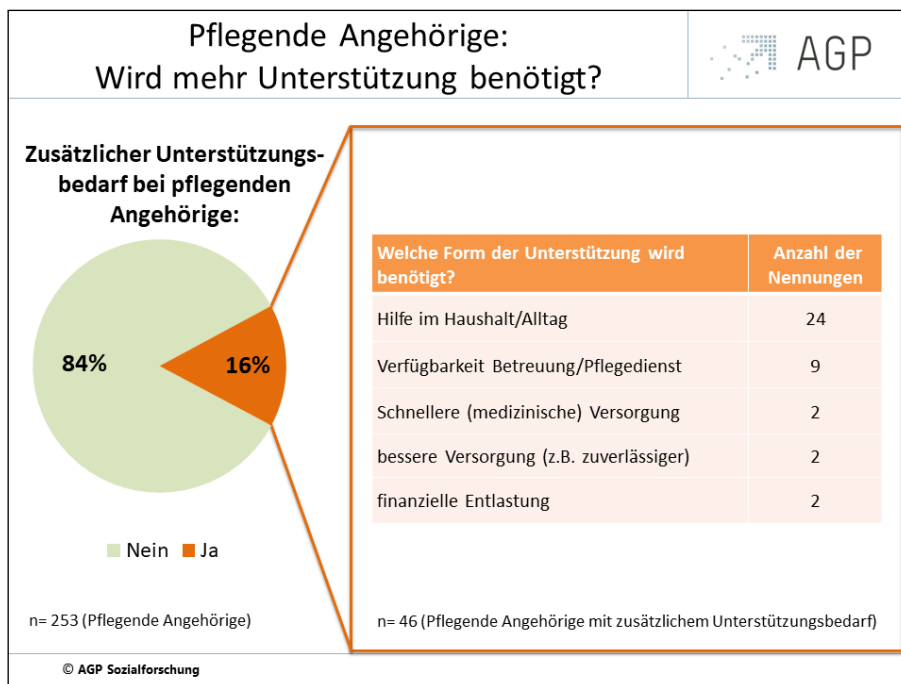 Pflegende Angehörige:
Wird mehr Unterstützung benötigt?
AGP
Zusätzlicher Unterstützungs-
bedarf bei pflegenden
Angehörige:
84%
16%
Nein Ja
n= 253 (Pflegende Angehörige)
Welche Form der Unterstützung wird benötigt? Anzahl der Nennungen
Hilfe im Haushalt/Alltag 24
Verfügbarkeit Betreuung/Pflegedienst 9
Schnellere (medizinische) Versorgung 2
bessere Versorgung (z.B. zuverlässiger) 2
finanzielle Entlastung 2
n= 46 (Pflegende Angehörige mit zusätzlichem Unterstützungsbedarf)
© AGP Sozialforschung